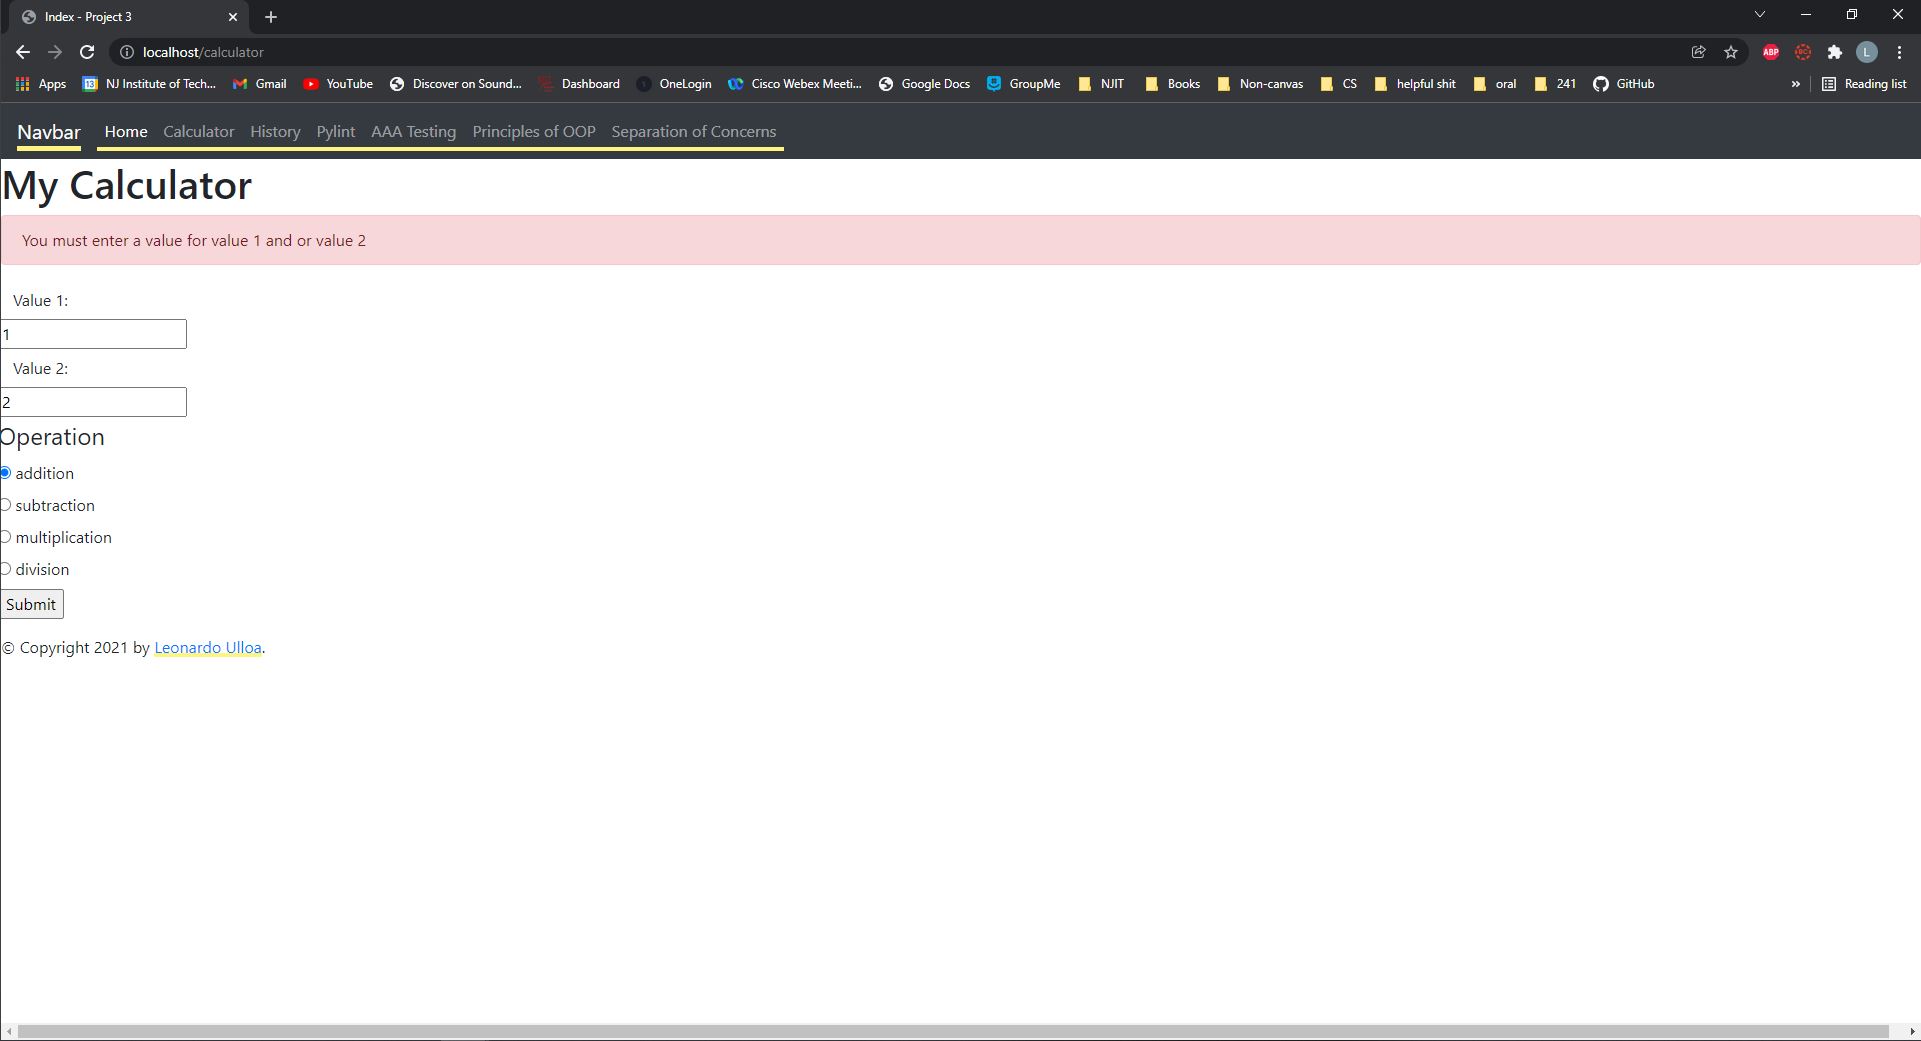 Index - Project 3
localhost/calculator
ABP
L
Apps 13 NJ Institute of Tech... Gmail YouTube Discover on Sound... Dashboard OneLogin Cisco Webex Meeti... Google Docs GroupMe NJIT Books Non-canvas CS helpful shit oral 241 GitHub » Reading list
Navbar Home Calculator History Pylint AAA Testing Principles of OOP Separation of Concerns
My Calculator
You must enter a value for value 1 and or value 2
Value 1:
1
Value 2:
2
Operation
addition
subtraction
multiplication
division
Submit
© Copyright 2021 by Leonardo Ulloa.